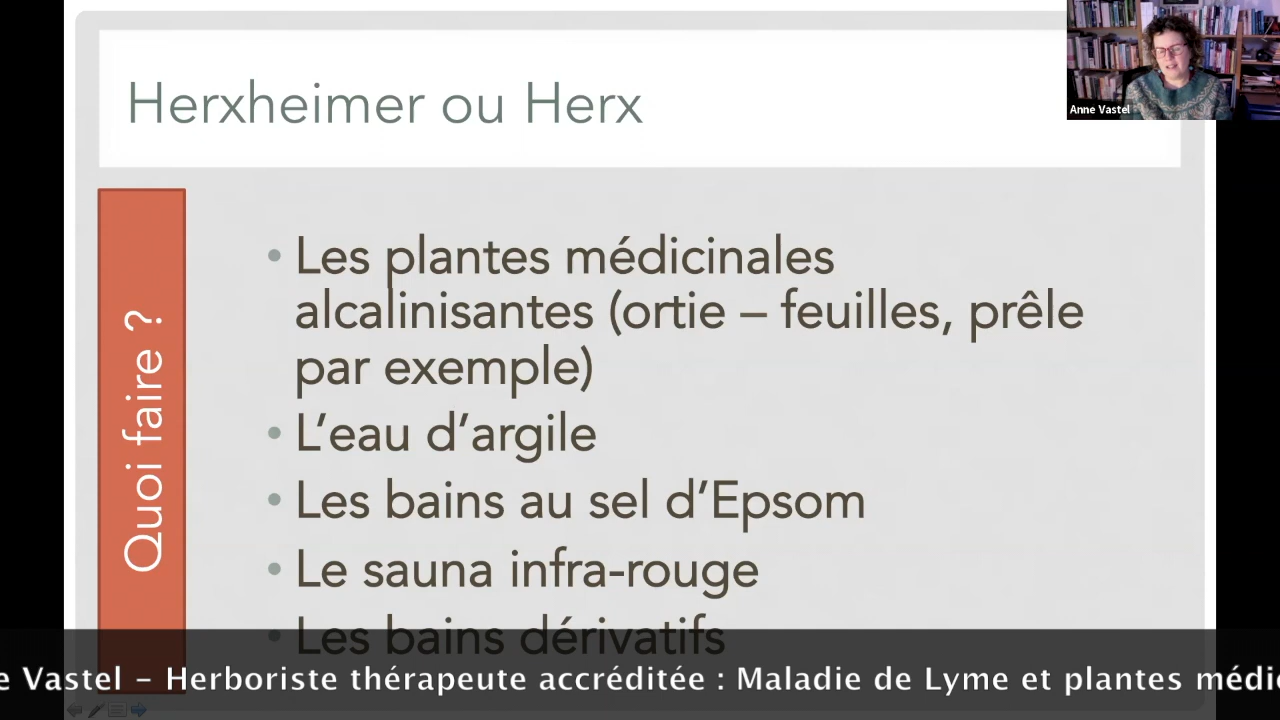 Herxheimer ou Herx
Anne Vastel
Quoi faire ?
• Les plantes médicinales
alcalinisantes (ortie – feuilles, prêle
par exemple)
• L’eau d’argile
• Les bains au sel d’Epsom
• Le sauna infra-rouge
• Les bains dérivatifs
e Vastel – Herboriste thérapeute accréditée : Maladie de Lyme et plantes médic